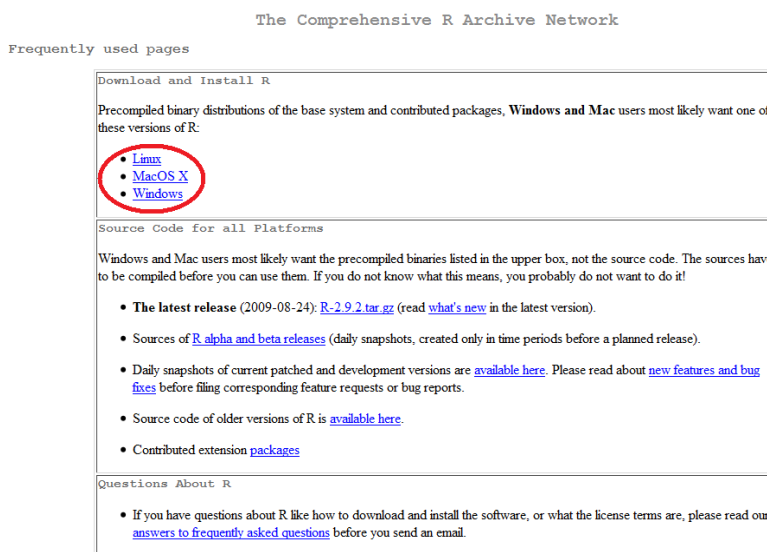 The Comprehensive R Archive Network
Frequently used pages
Download and Install R
Precompiled binary distributions of the base system and contributed packages, Windows and Mac users most likely want one of
these versions of R:
• Linux
• MacOS X
• Windows
Source Code for all Platforms
Windows and Mac users most likely want the precompiled binaries listed in the upper box, not the source code. The sources hav
to be compiled before you can use them. If you do not know what this means, you probably do not want to do it!
• The latest release (2009-08-24): R-2.9.2.tar.gz (read what's new in the latest version).
• Sources of R alpha and beta releases (daily snapshots, created only in time periods before a planned release).
• Daily snapshots of current patched and development versions are available here. Please read about new features and bug
fixes before filing corresponding feature requests or bug reports.
• Source code of older versions of R is available here.
• Contributed extension packages
Questions About R
• If you have questions about R like how to download and install the software, or what the license terms are, please read our
answers to frequently asked questions before you send an email.